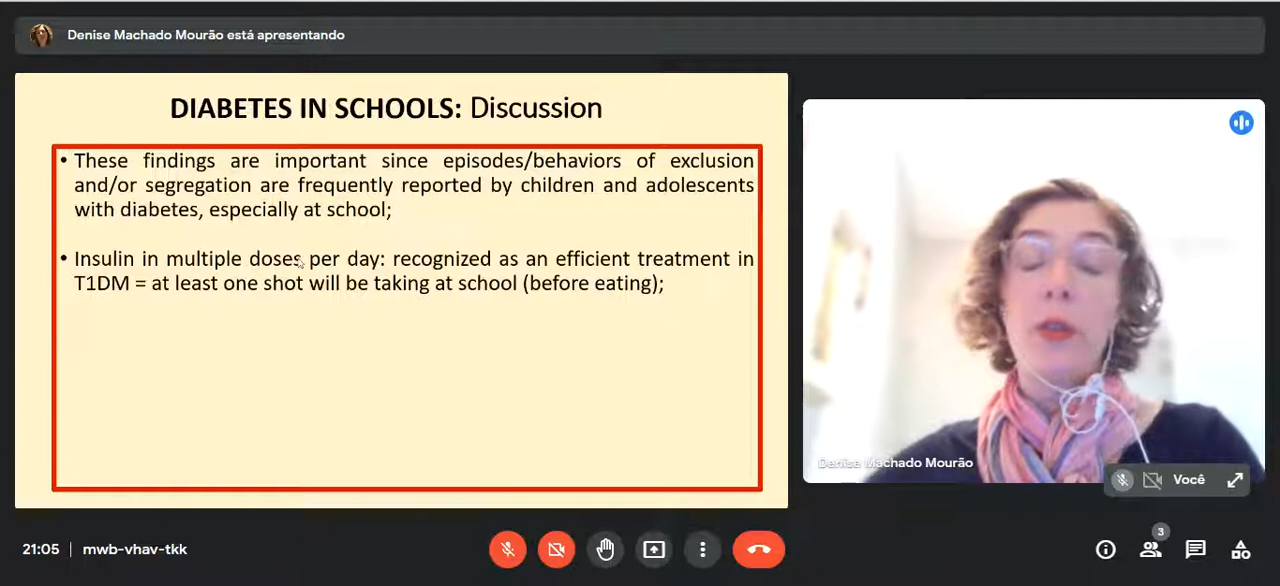 Denise Machado Mourão está apresentando
DIABETES IN SCHOOLS: Discussion
• These findings are important since episodes/behaviors of exclusion
and/or segregation are frequently reported by children and adolescents
with diabetes, especially at school;
• Insulin in multiple doses per day: recognized as an efficient treatment in
T1DM = at least one shot will be taking at school (before eating);
Denise Machado Mourão
Você
21:05 | mwb-vhav-tkk
3